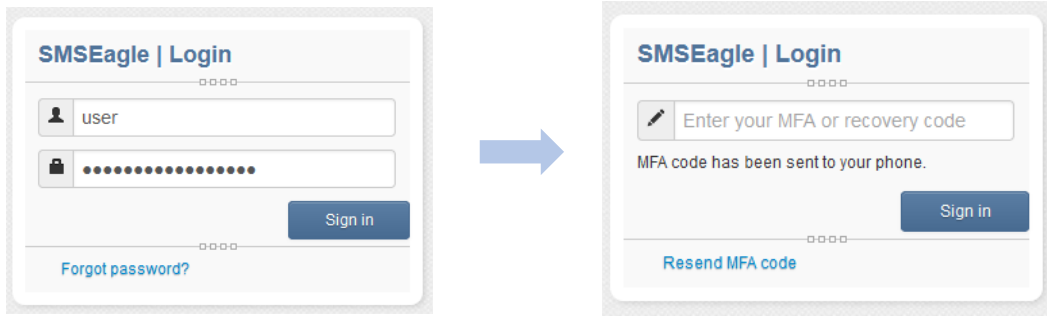 SMSEagle | Login
user
•••••••••••••••••
Sign in
Forgot password?
SMSEagle | Login
Enter your MFA or recovery code
MFA code has been sent to your phone.
Sign in
Resend MFA code